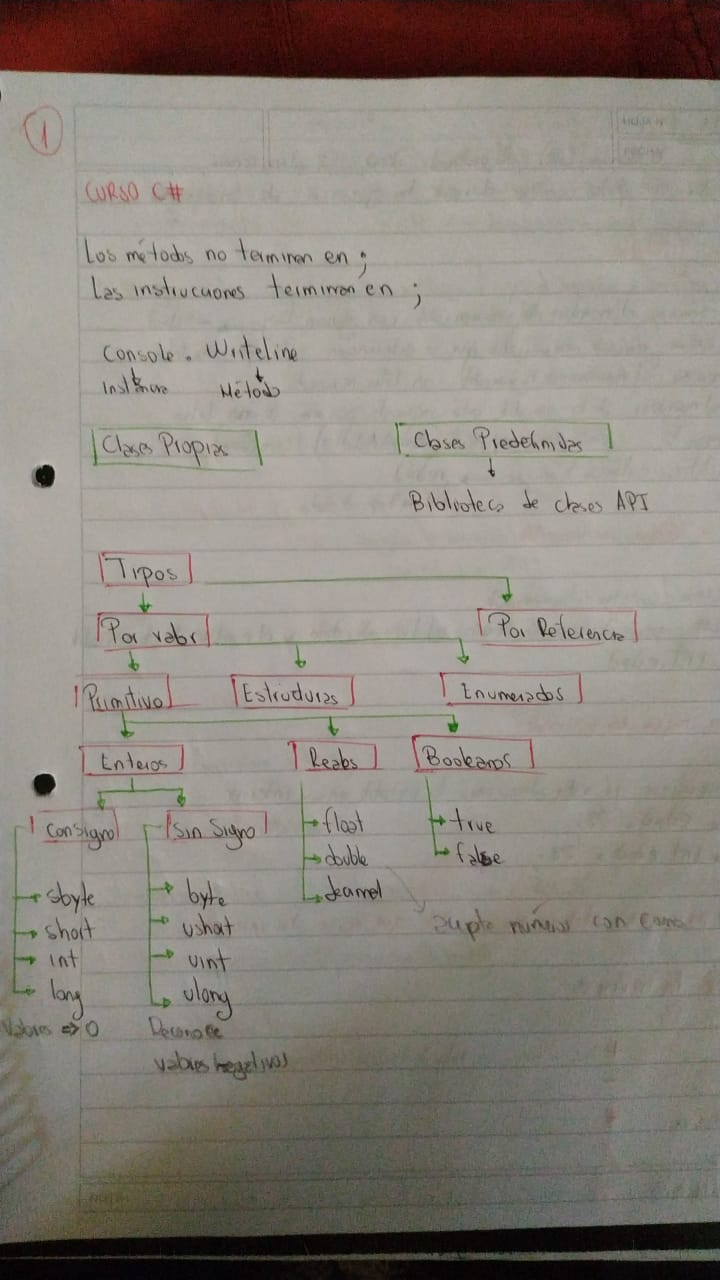 1
CURSO C#
Los métodos no terminan en ;
Las instrucciones terminan en ;
Console . Writeline
Instancia Método
Clases Propias Clases Predefinidas
Biblioteca de clases API
Tipos
Por valor Por Referencia
Primitivo Estructuras Enumerados
Enteros Reales Booleanos
Con Signo Sin Signo
float true
double false
decimal
sbyte byte
short ushort
int uint
long ulong
números con coma
Valores => 0 Reconoce
valores negativos